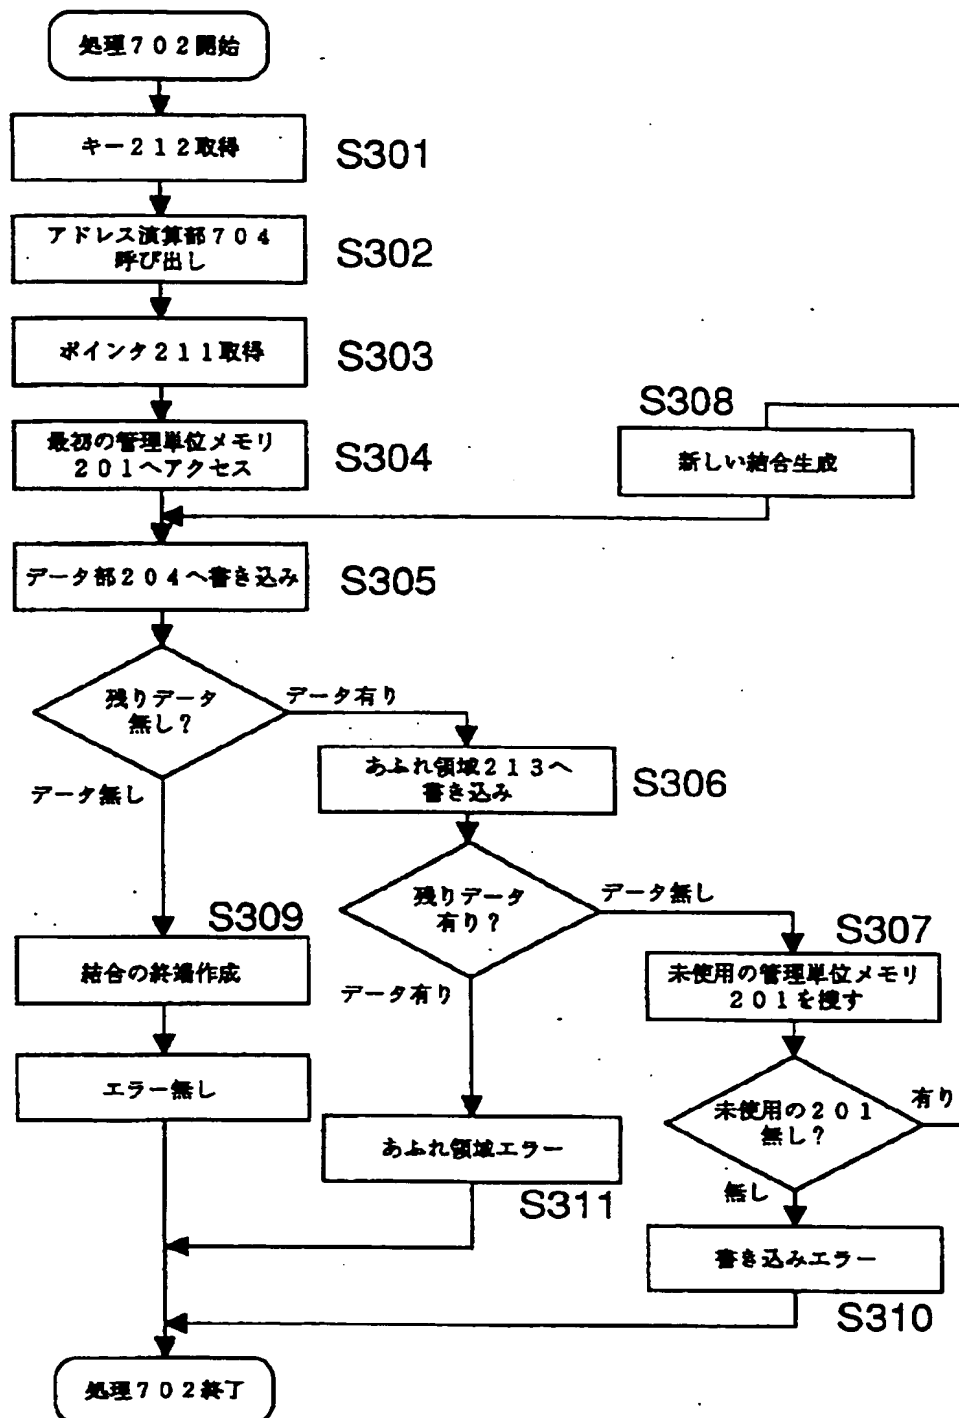 処理702開始
キー212取得
S301
アドレス演算部704
呼び出し
S302
ポインタ211取得
S303
最初の管理単位メモリ
201へアクセス
S304
S308
新しい結合生成
データ部204へ書き込み
S305
残りデータ
無し?
データ有り
データ無し
あふれ領域213へ
書き込み
S306
残りデータ
有り?
データ無し
データ有り
S309
結合の終端作成
S307
未使用の管理単位メモリ
201を捜す
エラー無し
未使用の201
無し?
有り
無し
あふれ領域エラー
S311
書き込みエラー
S310
処理702終了